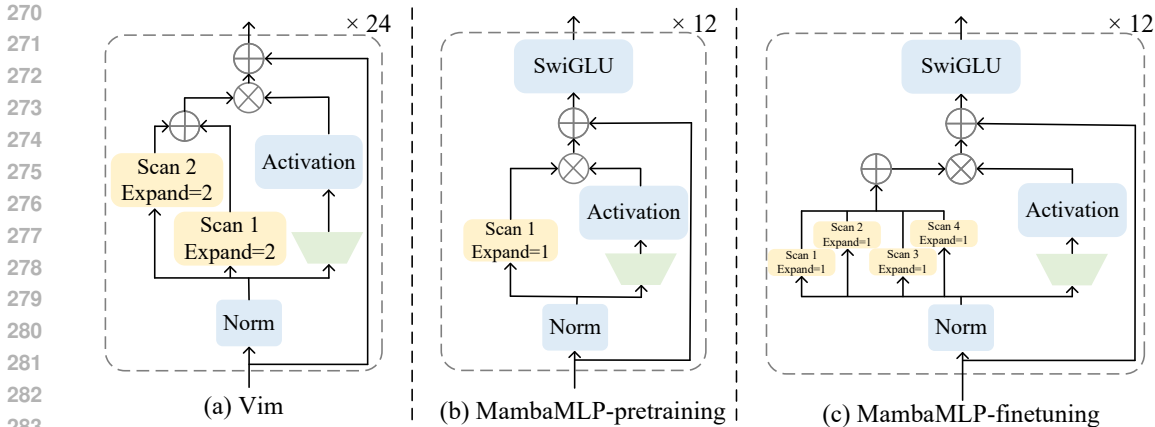 270
271
272
273
274
275
276
277
278
279
280
281
282
283
× 24
Scan 2
Expand=2
Scan 1
Expand=2
Activation
Norm
(a) Vim
× 12
SwiGLU
Scan 1
Expand=1
Activation
Norm
(b) MambaMLP-pretraining
× 12
SwiGLU
Scan 1
Expand=1
Scan 2
Expand=1
Scan 3
Expand=1
Scan 4
Expand=1
Activation
Norm
(c) MambaMLP-finetuning